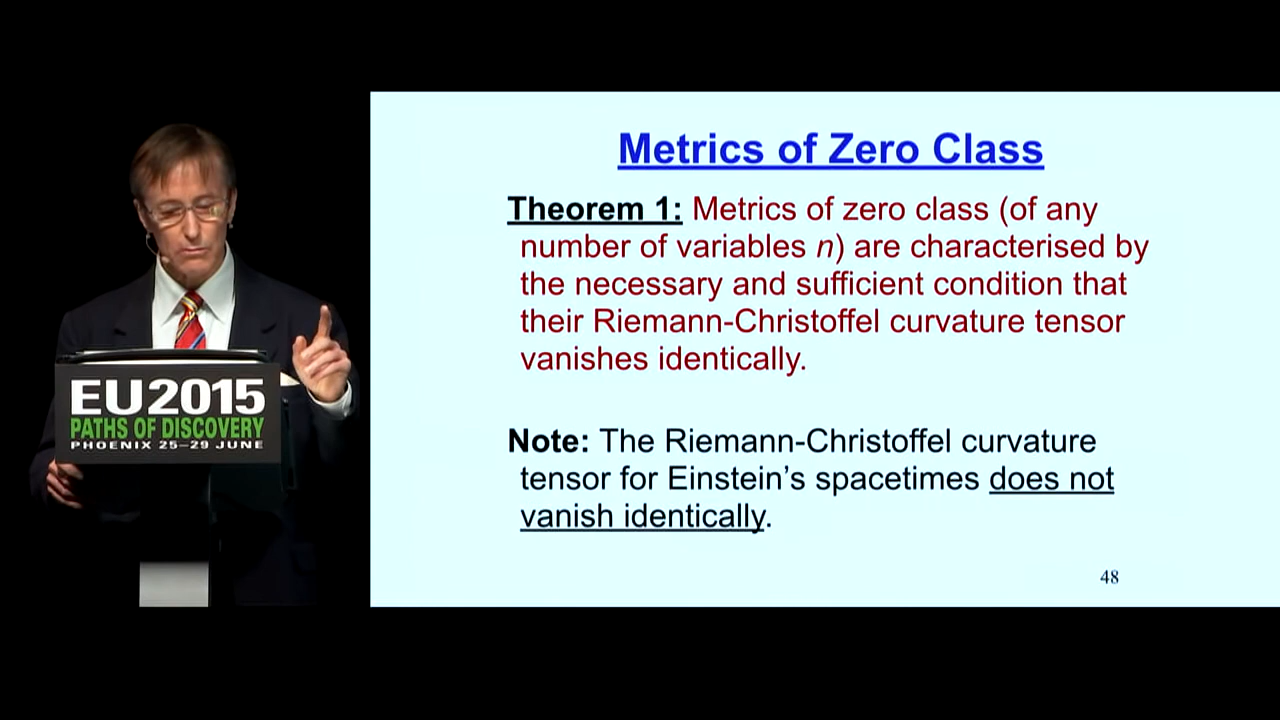 Metrics of Zero Class
Theorem 1: Metrics of zero class (of any
number of variables n) are characterised by
the necessary and sufficient condition that
their Riemann-Christoffel curvature tensor
vanishes identically.
Note: The Riemann-Christoffel curvature
tensor for Einstein’s spacetimes does not
vanish identically.
48
EU2015
PATHS OF DISCOVERY
PHOENIX 25–29 JUNE